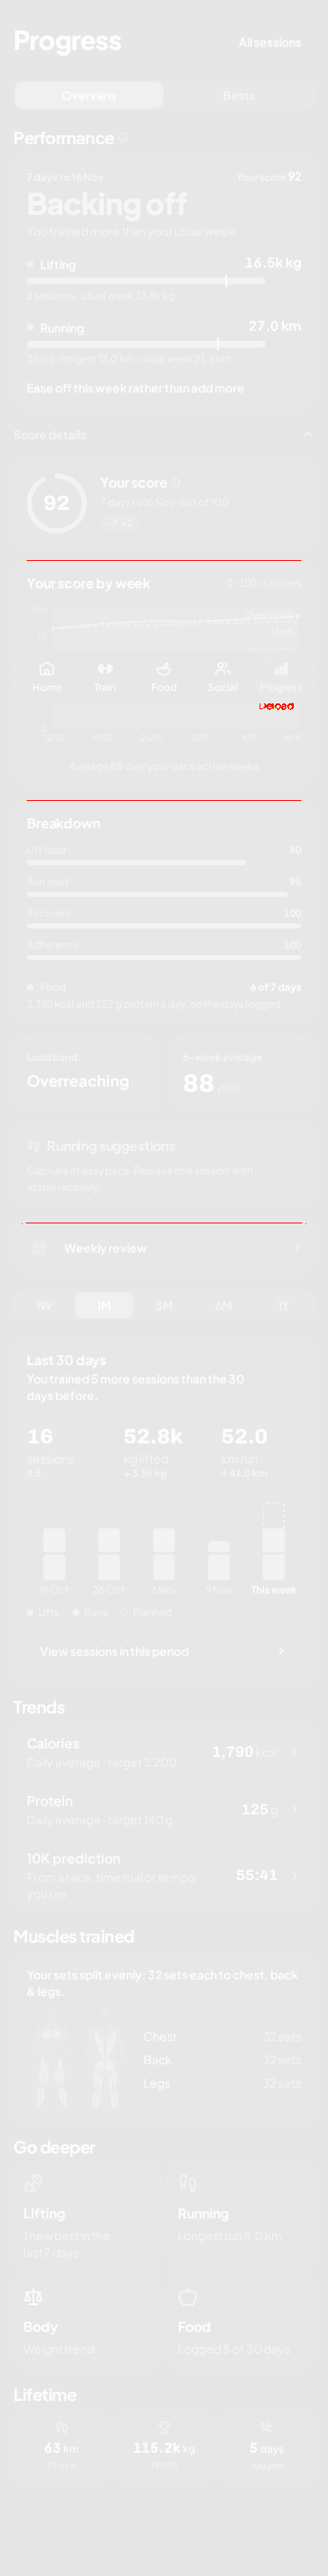 Progress
All sessions
Overview
Bests
Performance
7 days to 16 Nov
Your score 92
Backing off
You trained more than your usual week
Lifting
16.5k kg
2 sessions · usual week 13.8k kg
Running
27.0 km
3 runs · longest 13.0 km · usual week 21.6 km
Ease off this week rather than add more
Score details
92
Your score
7 days to 16 Nov · out of 100
+2
Your score by week
0–100 · 6 scores
100
Overreach
High
Home
Train
Food
Social
Progress
0
12/10
19/10
26/10
2/11
9/11
16/11
Average 88 over your last 6 active weeks
Breakdown
Lift load
80
Run load
95
Recovery
100
Adherence
100
Food
6 of 7 days
2,380 kcal and 192 g protein a day, on the days logged
Load band
6-week average
Overreaching
88 /100
Running suggestions
Cap runs at easy pace. Replace one session with
active recovery.
Weekly review
1W
1M
3M
6M
1Y
Last 30 days
You trained 5 more sessions than the 30
days before.
16
52.8k
52.0
sessions
kg lifted
km run
↑ 5
↓ 3.5k kg
↑ 41.0 km
19 Oct
26 Oct
2 Nov
9 Nov
This week
Lifts
Runs
Planned
View sessions in this period
Trends
Calories
Daily average · target 2,200
1,790 kcal
Protein
Daily average · target 140 g
125 g
10K prediction
From a race, time trial or tempo
you ran
55:41
Muscles trained
Your sets split evenly: 32 sets each to chest, back
& legs.
Chest
32 sets
Back
32 sets
Legs
32 sets
Go deeper
Lifting
Running
1 new best in the
last 7 days
Longest run 8.0 km
Body
Food
Weight trend
Logged 5 of 30 days
Lifetime
63 km
115.2k kg
5 days
10 runs
18 lifts
logged